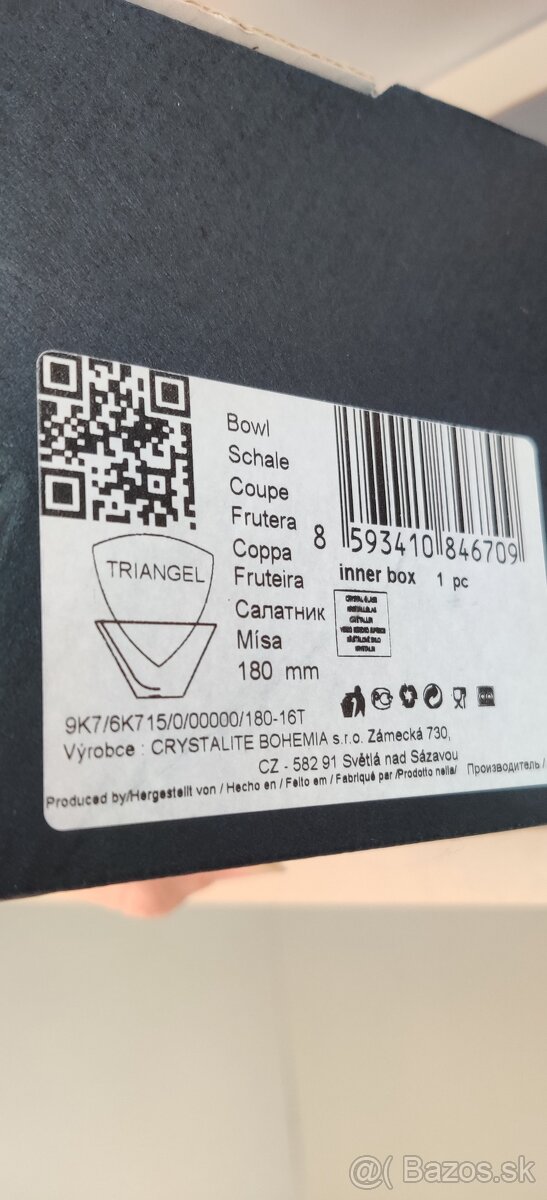 Bowl
Schale
Coupe
Frutera
Coppa
Fruteira
Салатник
Mísa
180 mm
TRIANGEL
8 593410 846709
inner box 1 pc
9K7/6K715/0/00000/180-16T
Výrobce : CRYSTALITE BOHEMIA s.r.o. Zámecká 730,
CZ - 582 91 Světlá nad Sázavou
Produced by/Hergestellt von / Hecho en / Feito em / Fabriqué par /Prodotto nella/ Производитель /
@( Bazos.sk